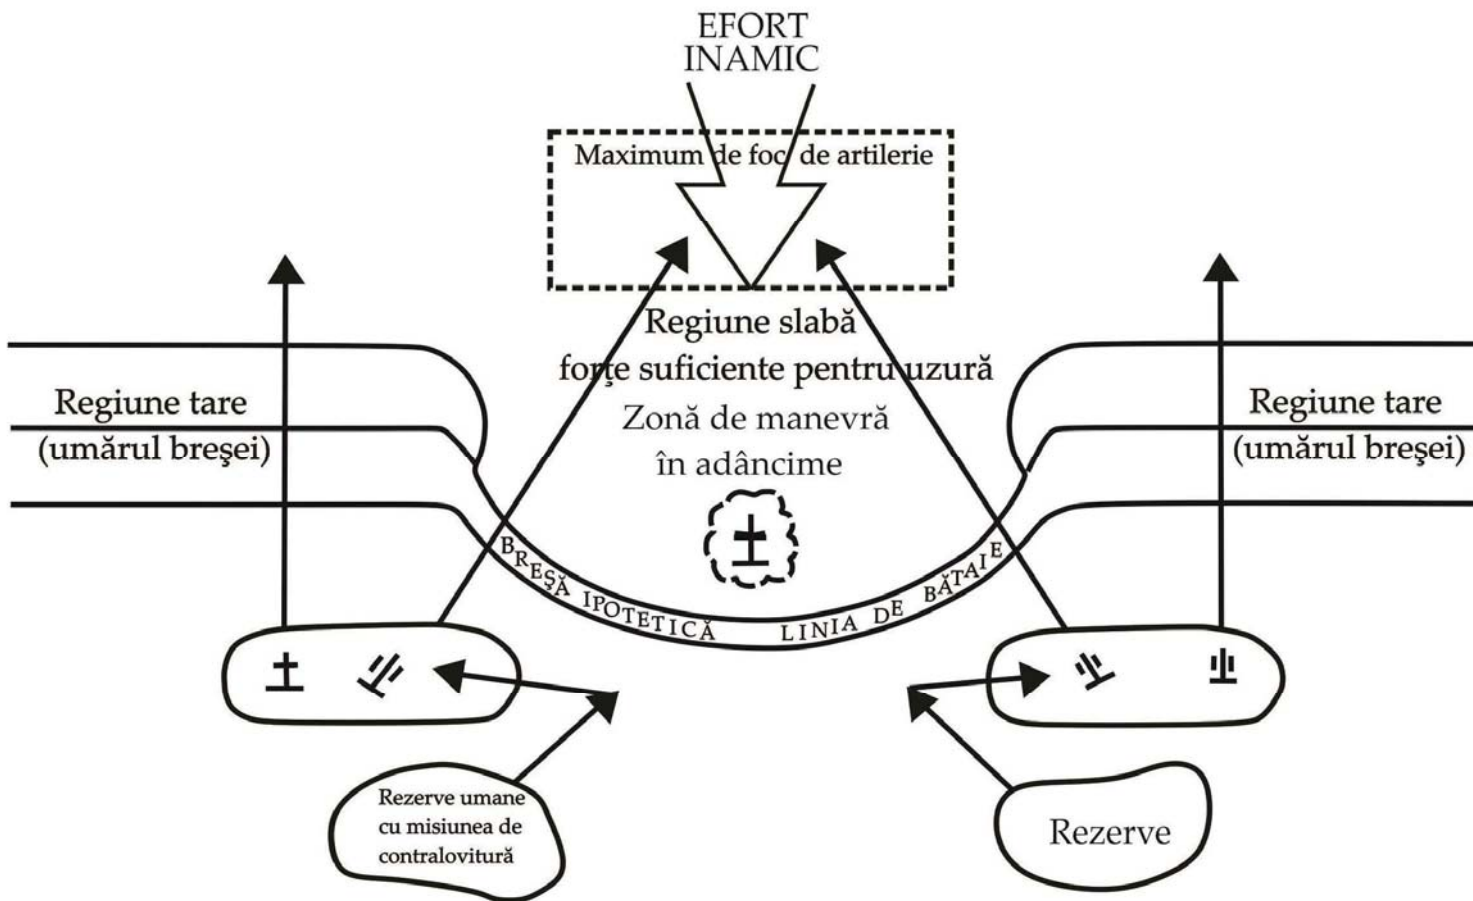 EFORT
INAMIC
Maximum de foc de artilerie
Regiune slabă
forţe suficiente pentru uzură
Zonă de manevră
în adâncime
Regiune tare
(umărul breşei)
Regiune tare
(umărul breşei)
BREŞĂ IPOTETICĂ LINIA DE BĂTAIE
Rezerve umane
cu misiunea de
contralovitură
Rezerve